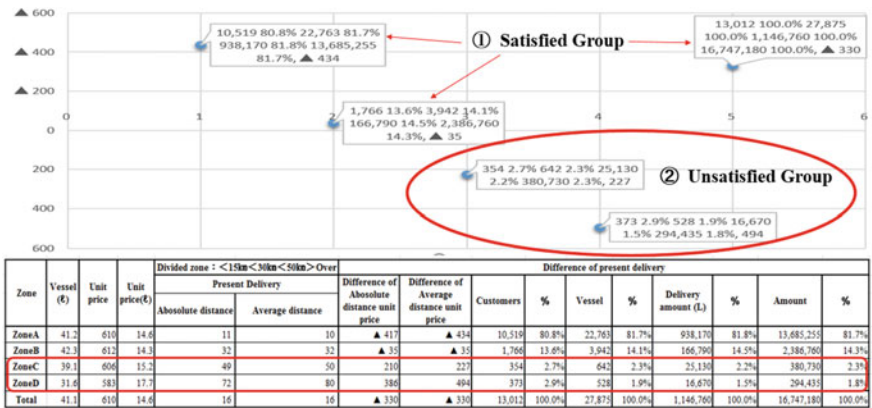 ▲ 600
▲ 400
▲ 200
0
200
400
600
0 1 2 3 4 5 6
10,519 80.8% 22,763 81.7%
938,170 81.8% 13,685,255
81.7%, ▲ 434
① Satisfied Group
13,012 100.0% 27,875
100.0% 1,146,760 100.0%
16,747,180 100.0%, ▲ 330
1,766 13.6% 3,942 14.1%
166,790 14.5% 2,386,760
14.3%, ▲ 35
354 2.7% 642 2.3% 25,130
2.2% 380,730 2.3%, 227
② Unsatisfied Group
373 2.9% 528 1.9% 16,670
1.5% 294,435 1.8%, 494
Zone Vessel (ℓ) Unit price Unit price(ℓ) Divided zone：＜15㎞＜30㎞＜50㎞＞Over Difference of present delivery
Present Delivery Difference of Absolute distance unit price Difference of Average distance unit price Customers % Vessel % Delivery amount (L) % Amount %
Absolute distance Average distance
ZoneA 41.2 610 14.6 11 10 ▲ 417 ▲ 434 10,519 80.8% 22,763 81.7% 938,170 81.8% 13,685,255 81.7%
ZoneB 42.3 612 14.3 32 32 ▲ 35 ▲ 35 1,766 13.6% 3,942 14.1% 166,790 14.5% 2,386,760 14.3%
ZoneC 39.1 606 15.2 49 50 210 227 354 2.7% 642 2.3% 25,130 2.2% 380,730 2.3%
ZoneD 31.6 583 17.7 72 80 386 494 373 2.9% 528 1.9% 16,670 1.5% 294,435 1.8%
Total 41.1 610 14.6 16 16 ▲ 330 ▲ 330 13,012 100.0% 27,875 100.0% 1,146,760 100.0% 16,747,180 100.0%